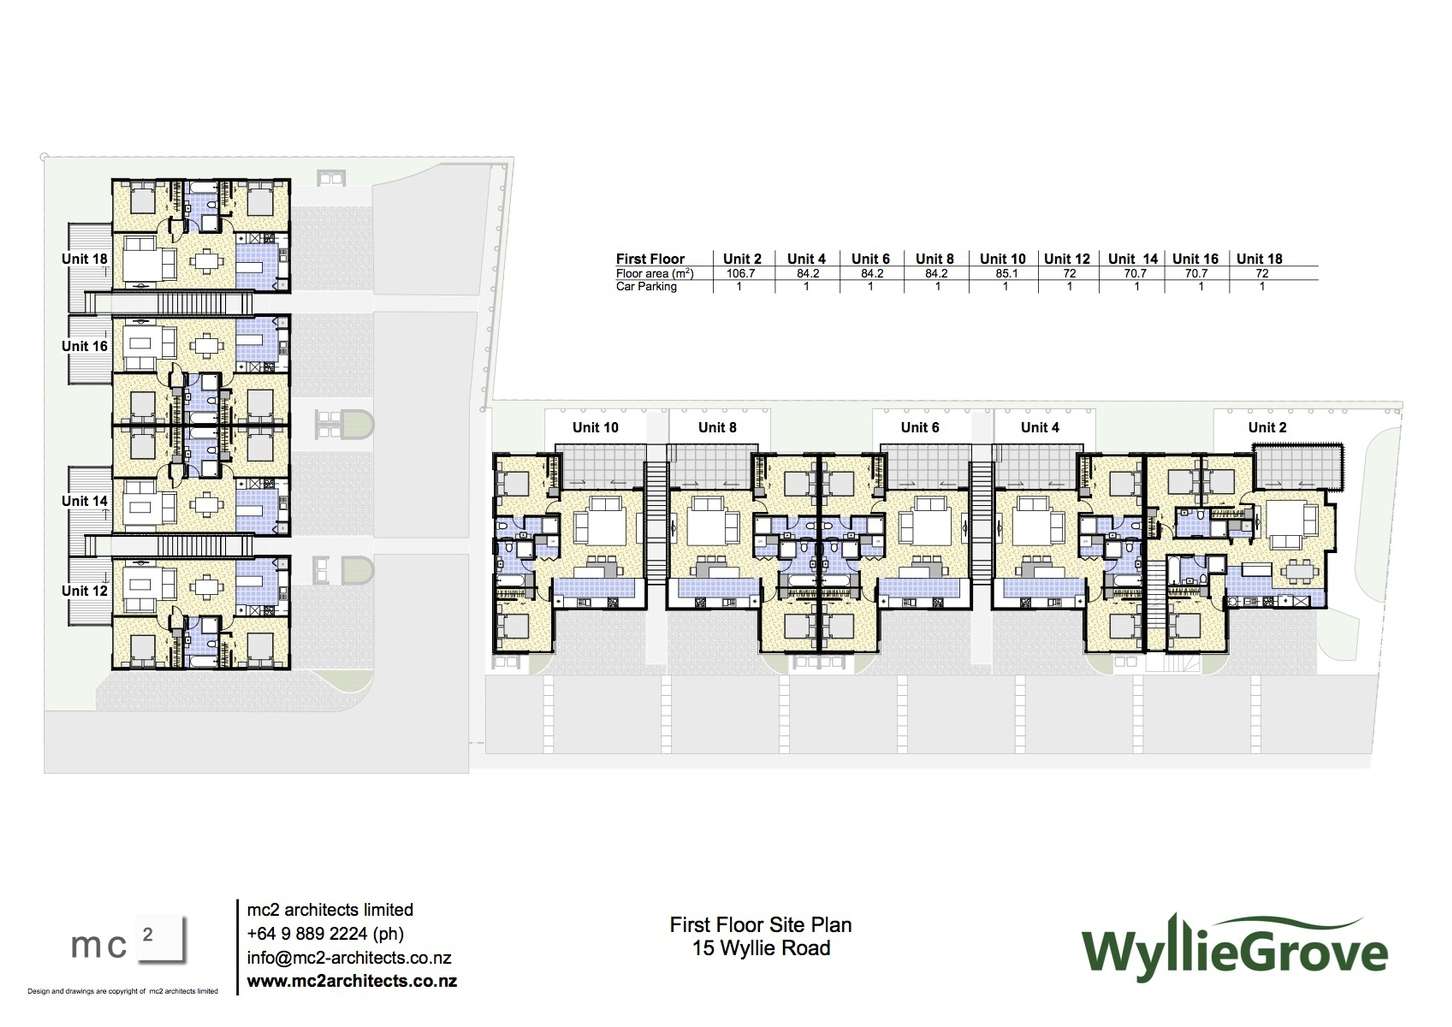 First Floor Unit 2 Unit 4 Unit 6 Unit 8 Unit 10 Unit 12 Unit 14 Unit 16 Unit 18
Floor area (m²) 106.7 84.2 84.2 84.2 85.1 72 70.7 70.7 72
Car Parking 1 1 1 1 1 1 1 1 1
Unit 18
Unit 16
Unit 14
Unit 12
Unit 10 Unit 8 Unit 6 Unit 4 Unit 2
mc²
Design and drawings are copyright of mc2 architects limited
mc2 architects limited
+64 9 889 2224 (ph)
info@mc2-architects.co.nz
www.mc2architects.co.nz
First Floor Site Plan
15 Wyllie Road
WyllieGrove